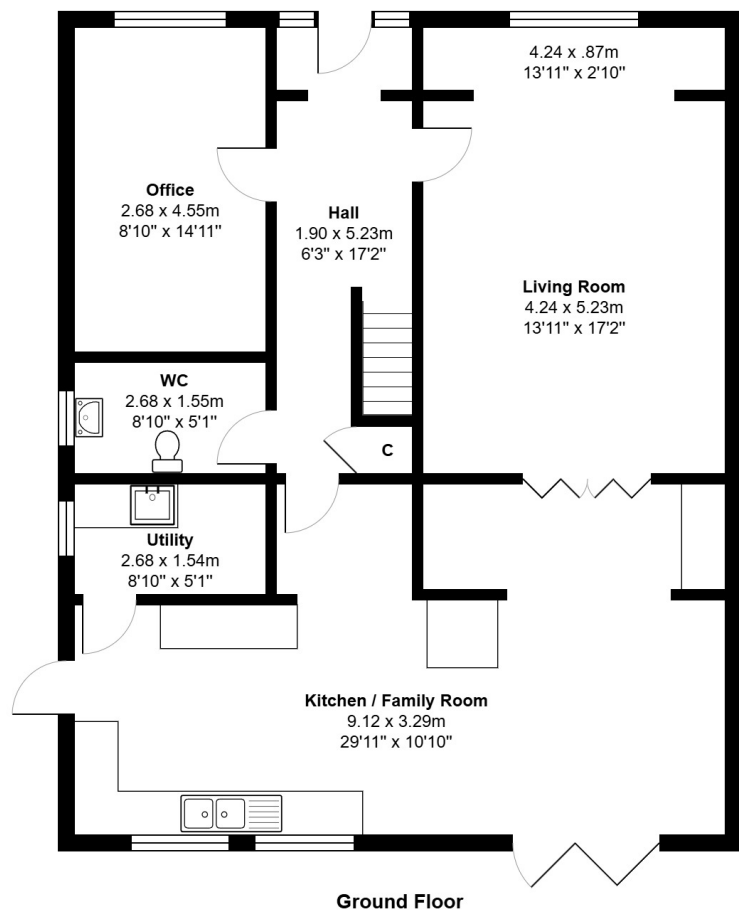 4.24 x .87m
13'11" x 2'10"
Office
2.68 x 4.55m
8'10" x 14'11"
Hall
1.90 x 5.23m
6'3" x 17'2"
Living Room
4.24 x 5.23m
13'11" x 17'2"
WC
2.68 x 1.55m
8'10" x 5'1"
C
Utility
2.68 x 1.54m
8'10" x 5'1"
Kitchen / Family Room
9.12 x 3.29m
29'11" x 10'10"
Ground Floor